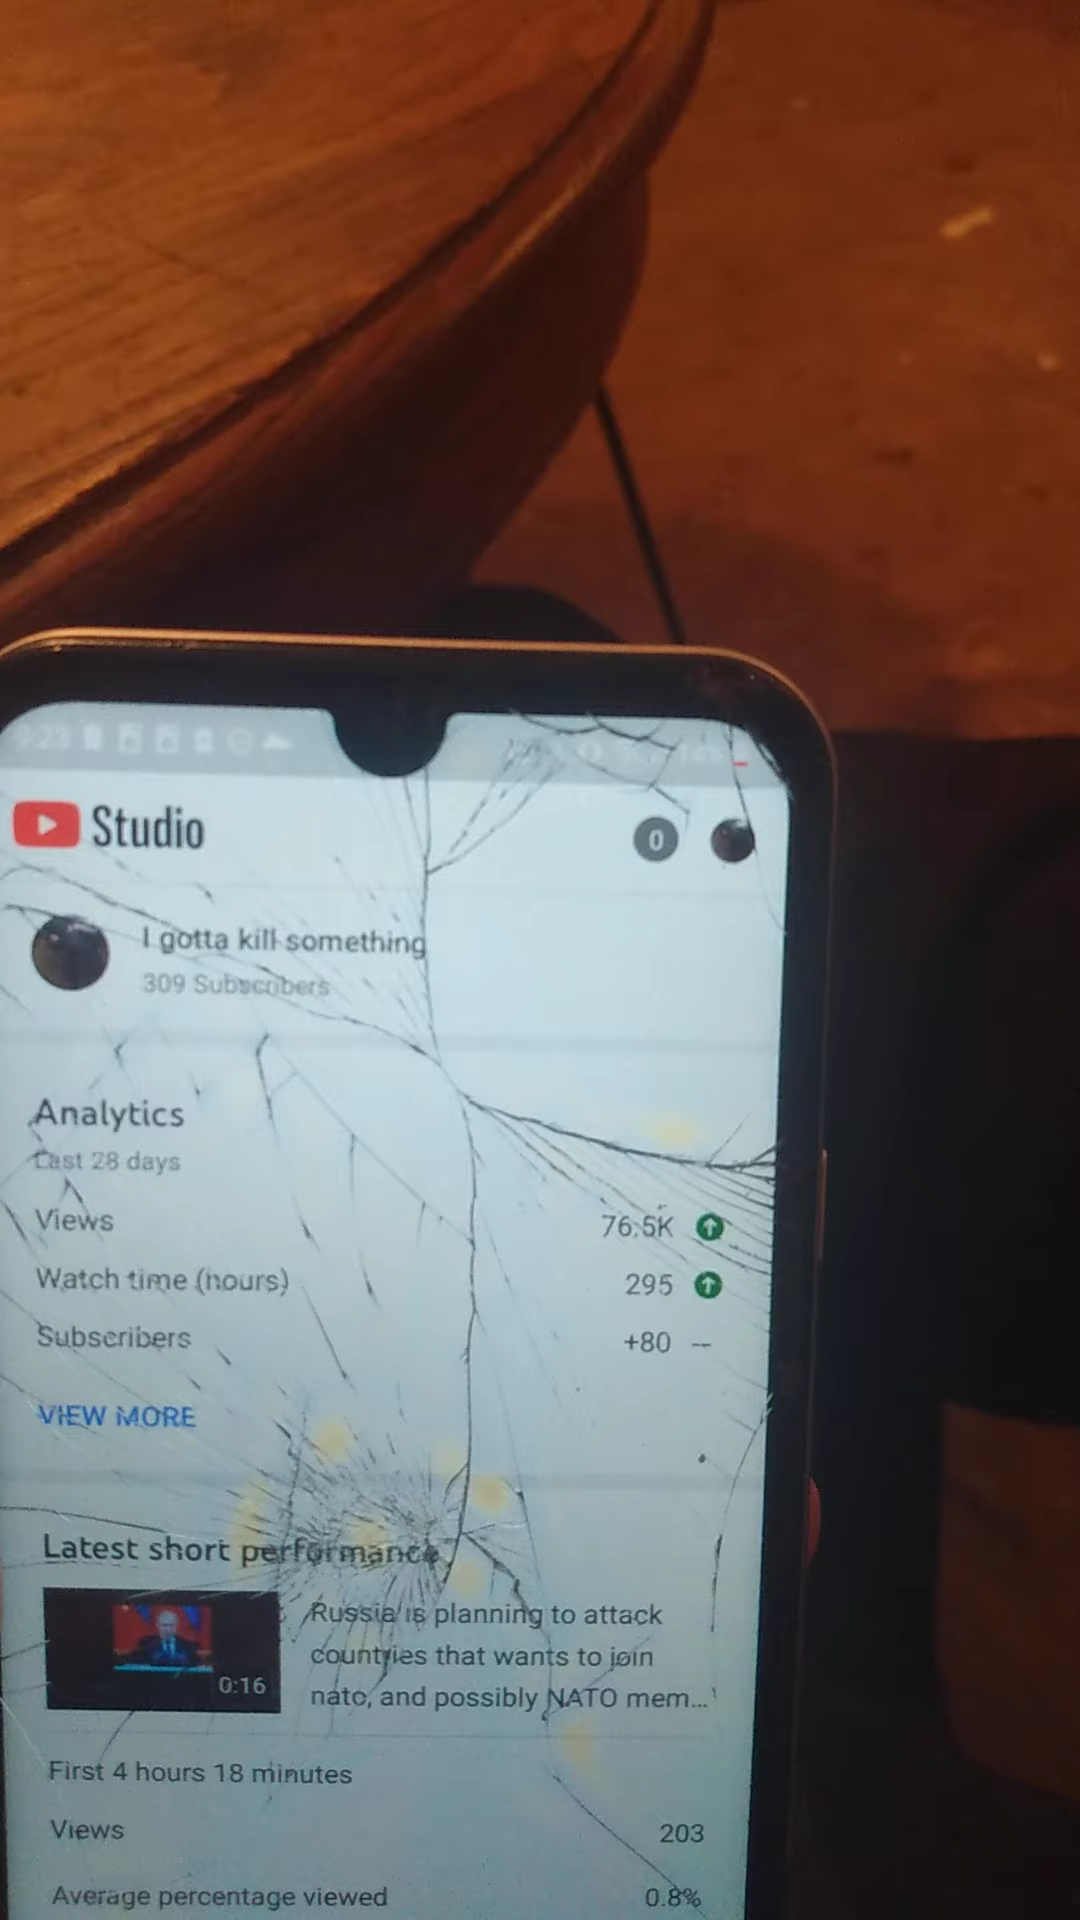 9:23
Studio
0
I gotta kill something
309 Subscribers
Analytics
Last 28 days
Views 76.5K
Watch time (hours) 295
Subscribers +80 —
VIEW MORE
Latest short performance
0:16
Russia is planning to attack
countries that wants to join
nato, and possibly NATO mem...
First 4 hours 18 minutes
Views 203
Average percentage viewed 0.8%